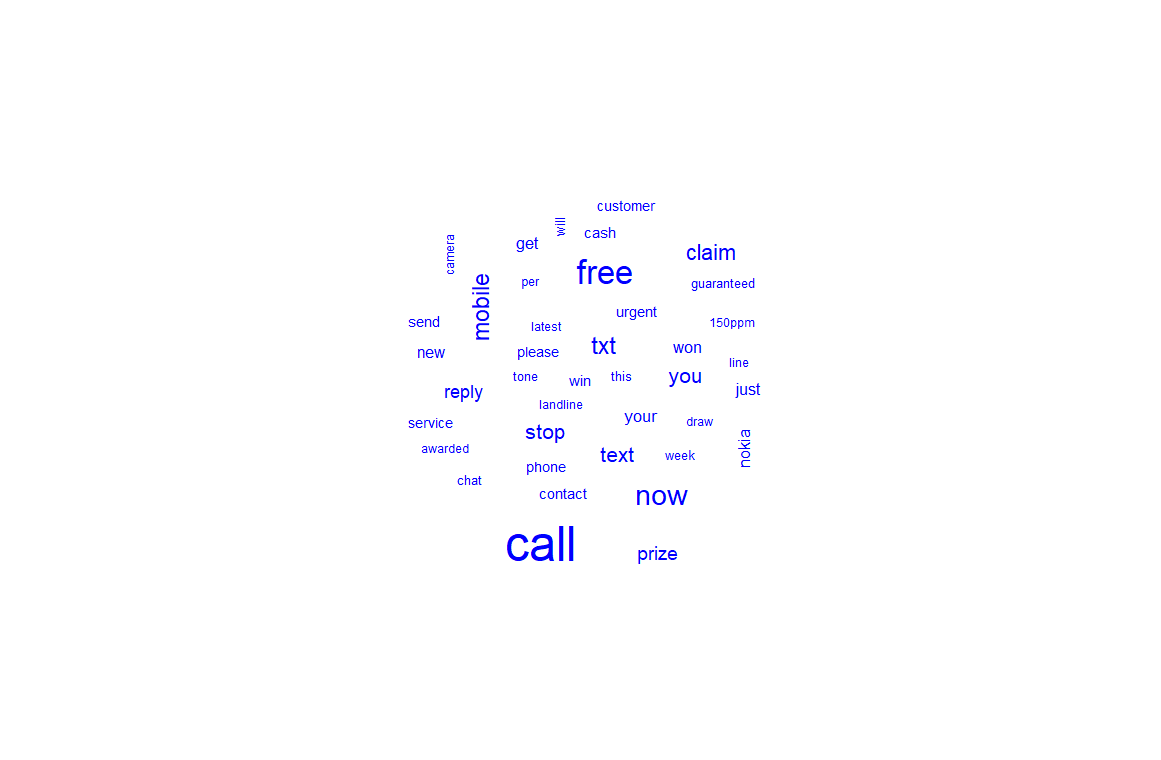 customer
will
cash
get
camera
claim
free
per
guaranteed
mobile
urgent
send
150ppm
latest
txt
won
new
please
line
tone
win
this
you
just
reply
landline
your
service
draw
stop
awarded
nokia
text
week
phone
chat
contact
now
call
prize